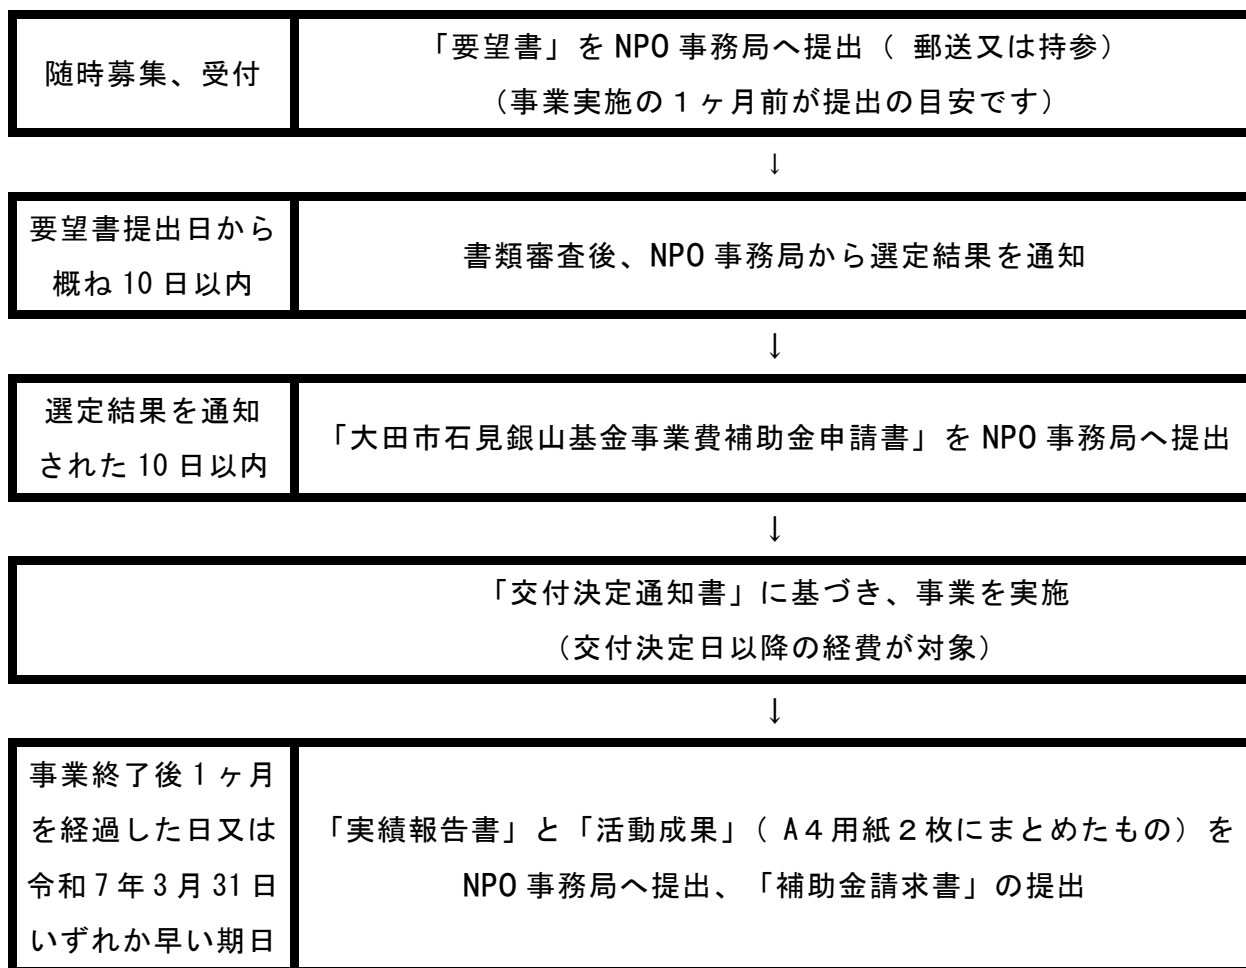 随時募集、受付
「要望書」を NPO 事務局へ提出（ 郵送又は持参）
（事業実施の１ヶ月前が提出の目安です）
↓
要望書提出日から
概ね 10 日以内
書類審査後、NPO 事務局から選定結果を通知
↓
選定結果を通知
された 10 日以内
「大田市石見銀山基金事業費補助金申請書」を NPO 事務局へ提出
↓
「交付決定通知書」に基づき、事業を実施
（交付決定日以降の経費が対象）
↓
事業終了後 1 ヶ月
を経過した日又は
令和 7 年 3 月 31 日
いずれか早い期日
「実績報告書」と「活動成果」（ A４用紙２枚にまとめたもの）を
NPO 事務局へ提出、「補助金請求書」の提出